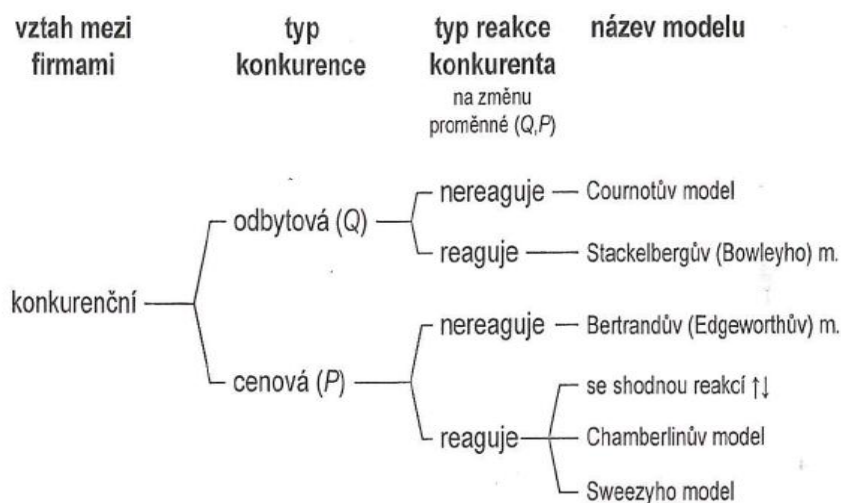 vztah mezi firmami
typ konkurence
typ reakce konkurenta
na změnu proměnné (Q,P)
název modelu
nereaguje
Cournotův model
odbytová (Q)
reaguje
Stackelbergův (Bowleyho) m.
konkurenční
nereaguje
Bertrandův (Edgeworthův) m.
cenová (P)
se shodnou reakcí ↑↓
reaguje
Chamberlinův model
Sweezyho model